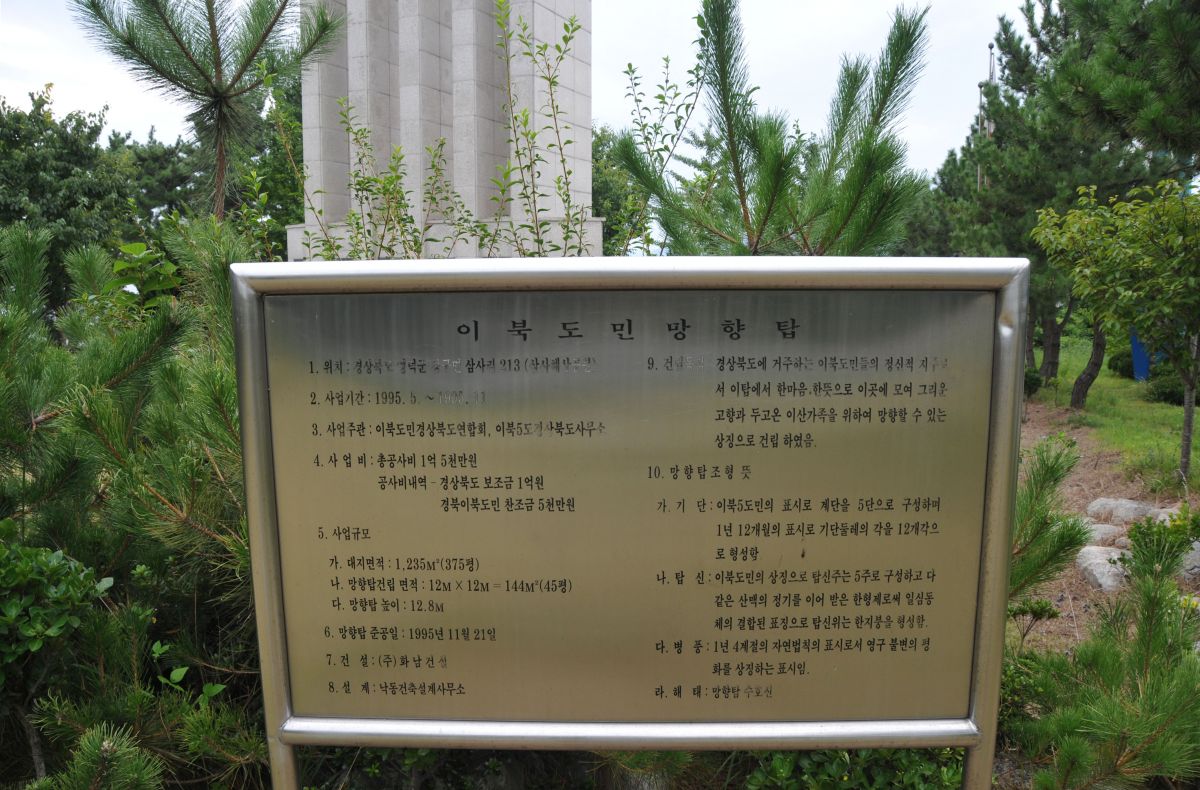 이북도민망향탑
1. 위치 : 경상북도 영덕군 삼사리 213 (삼사해상공원)
2. 사업기간 : 1995. 5. ~ 11
3. 사업주관 : 이북도민경상북도연합회, 이북5도경상북도사무소
4. 사 업 비 : 총공사비 1억 5천만원
공사비내역 - 경상북도 보조금 1억원
경북이북도민 찬조금 5천만원
5. 사업규모
가. 대지면적 : 1,235M²(375평)
나. 망향탑건립 면적 : 12M × 12M = 144M²(45평)
다. 망향탑 높이 : 12.8M
6. 망향탑 준공일 : 1995년 11월 21일
7. 건 설 : (주)화남건설
8. 설 계 : 낙동건축설계사무소
9. 경상북도에 거주하는 이북도민들의 정신적 지주로
서 이탑에서 한마음.한뜻으로 이곳에 모여 그리운
고향과 두고온 이산가족을 위하여 망향할 수 있는
상징으로 건립 하였음.
10. 망향탑조형 뜻
가. 기 단 : 이북5도민의 표시로 계단을 5단으로 구성하며
1년 12개월의 표시로 기단둘레의 각을 12개각으
로 형성함
나. 탑 신 : 이북도민의 상징으로 탑신주는 5주로 구성하고 다
같은 산맥의 정기를 이어 받은 한형제로써 일심동
체의 결합된 표징으로 탑신위는 한지붕을 형성함.
다. 병 풍 : 1년 4계절의 자연법칙의 표시로서 영구 불변의 평
화를 상징하는 표시임.
라. 해 태 : 망향탑 수호신